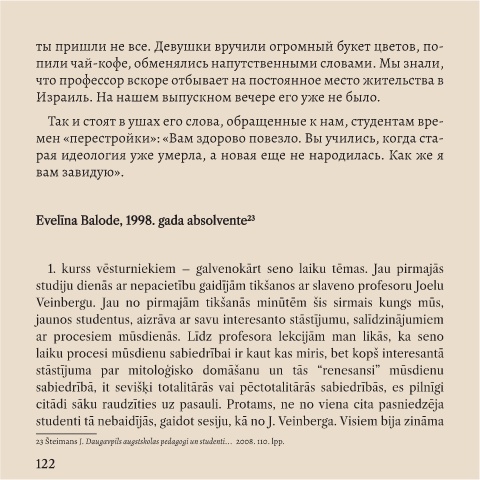 ты пришли не все. Девушки вручили огромный букет цветов, по-
пили чай-кофе, обменялись напутственными словами. Мы знали,
что профессор вскоре отбывает на постоянное место жительства в
Израиль. На нашем выпускном вечере его уже не было.
Так и стоят в ушах его слова, обращенные к нам, студентам вре-
мен «перестройки»: «Вам здорово повезло. Вы учились, когда ста-
рая идеология уже умерла, а новая еще не народилась. Как же я
вам завидую».
Evelīna Balode, 1998. gada absolvente23
1. kurss vēsturniekiem – galvenokārt seno laiku tēmas. Jau pirmajās
studiju dienās ar nepacietību gaidījām tikšanos ar slaveno profesoru Joelu
Veinbergu. Jau no pirmajām tikšanās minūtēm šis sirmais kungs mūs,
jaunos studentus, aizrāva ar savu interesanto stāstījumu, salīdzinājumiem
ar procesiem mūsdienās. Līdz profesora lekcijām man likās, ka seno
laiku procesi mūsdienu sabiedrībai ir kaut kas miris, bet kopš interesantā
stāstījuma par mitoloģisko domāšanu un tās “renesansi” mūsdienu
sabiedrībā, it sevišķi totalitārās vai pēctotalitārās sabiedrībās, es pilnīgi
citādi sāku raudzīties uz pasauli. Protams, ne no viena cita pasniedzēja
studenti tā nebaidījās, gaidot sesiju, kā no J. Veinberga. Visiem bija zināma
23 Šteimans J. Daugavpils augstskolas pedagogi un studenti... 2008, 110. lpp.
122